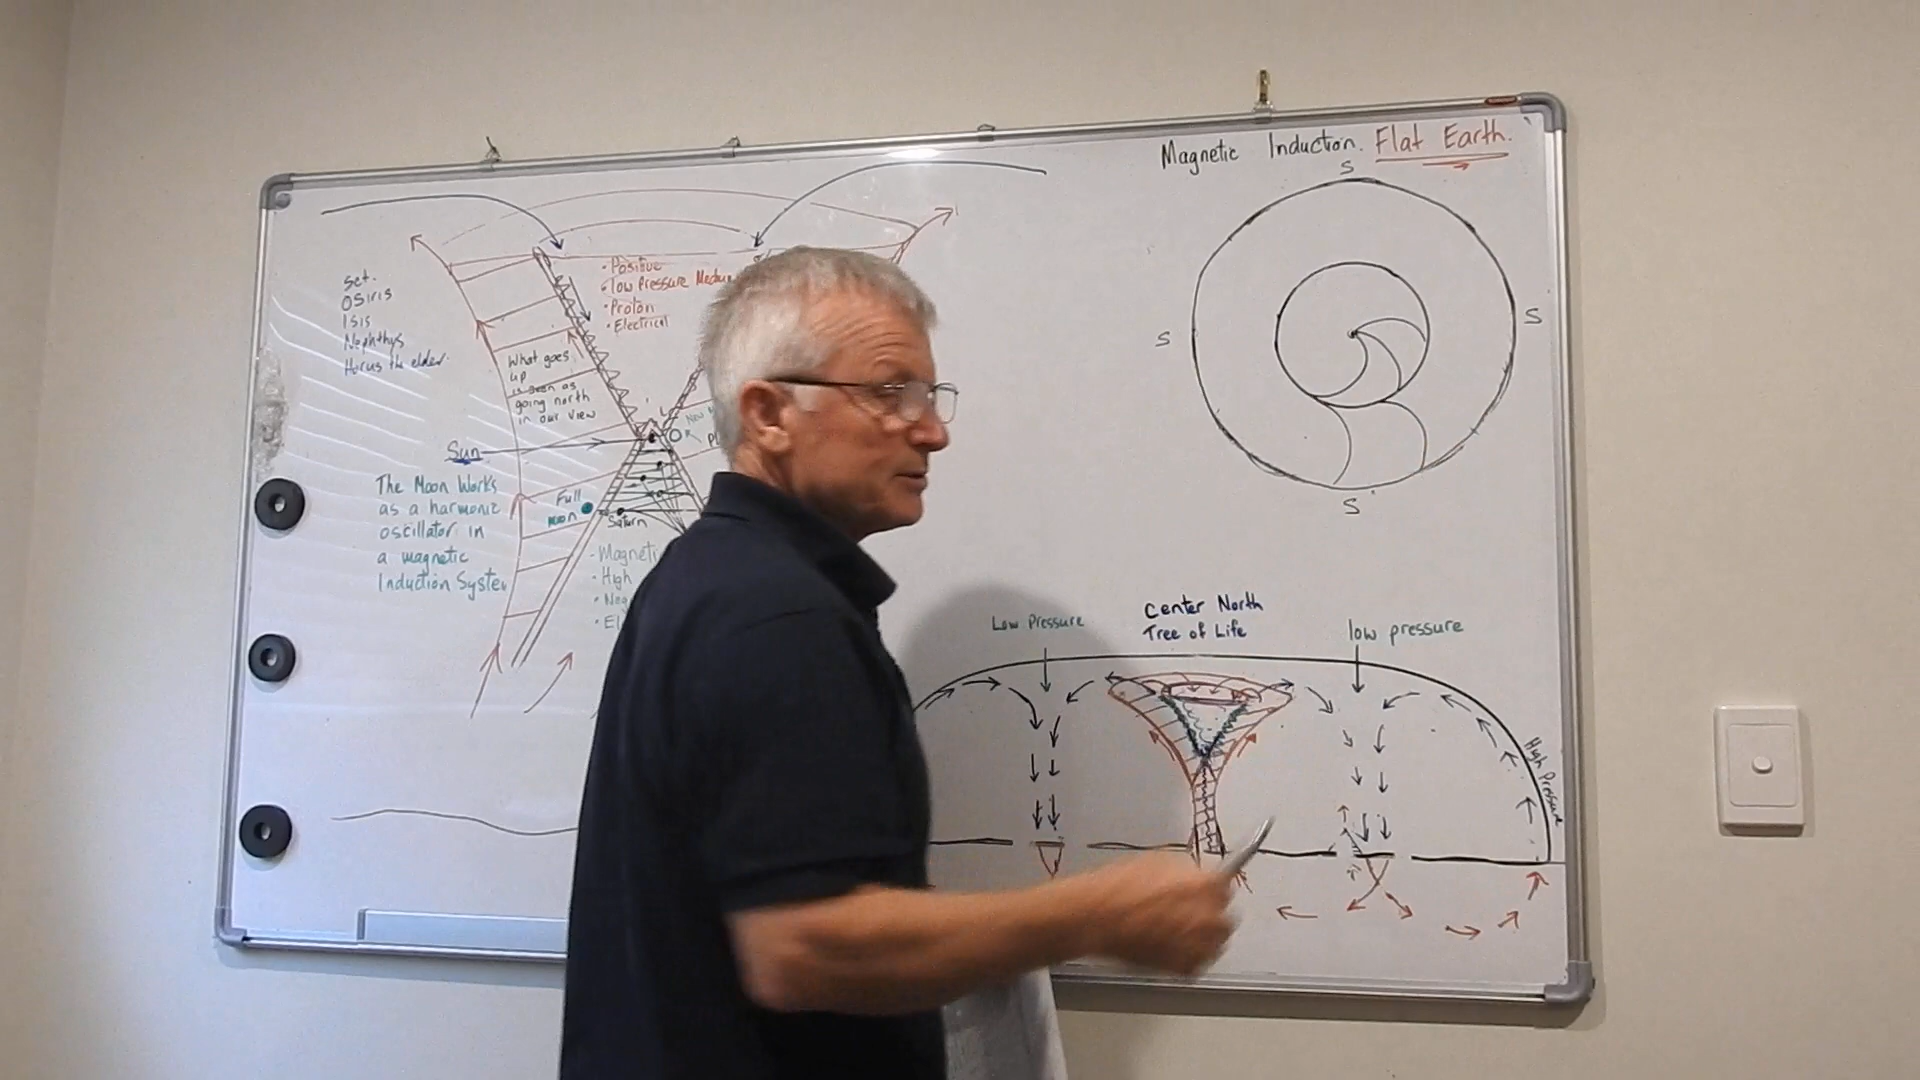 Magnetic Induction. Flat Earth.
S
S
S
S
Set.
Osiris
Isis
Nephthys
Horus the elder.
• Positive
• low Pressure
• Proton
• Electrical
What goes
up
is seen as
going north
in our view
Sun
Full
moon
Saturn
The Moon Works
as a harmonic
oscillator in
a magnetic
Induction
- Magneti
• High
• Neg
• El
Low Pressure
Center North
Tree of Life
low pressure
High Pressure